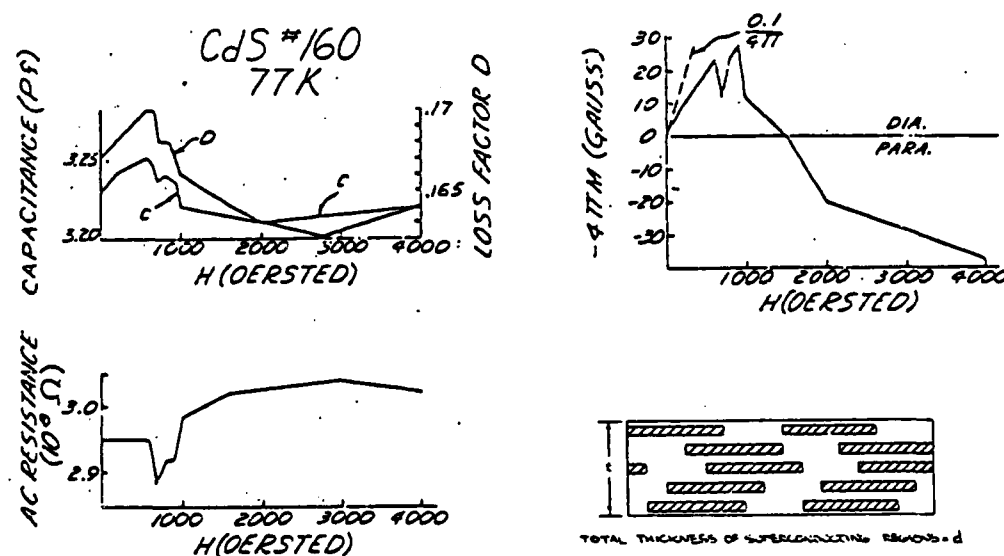 CdS #160
77K
CAPACITANCE (Pf)
3.25
3.20
D
C
C
.17
.165
LOSS FACTOR D
1000 2000 3000 4000
H (OERSTED)
AC RESISTANCE
(10⁸ Ω)
3.0
2.9
1000 2000 3000 4000
H (OERSTED)
-4πM (GAUSS)
30
20
10
0
-10
-20
-30
0.1
4π
DIA.
PARA.
1000 2000 3000 4000
H (OERSTED)
t
TOTAL THICKNESS OF SUPERCONDUCTING REGIONS = d